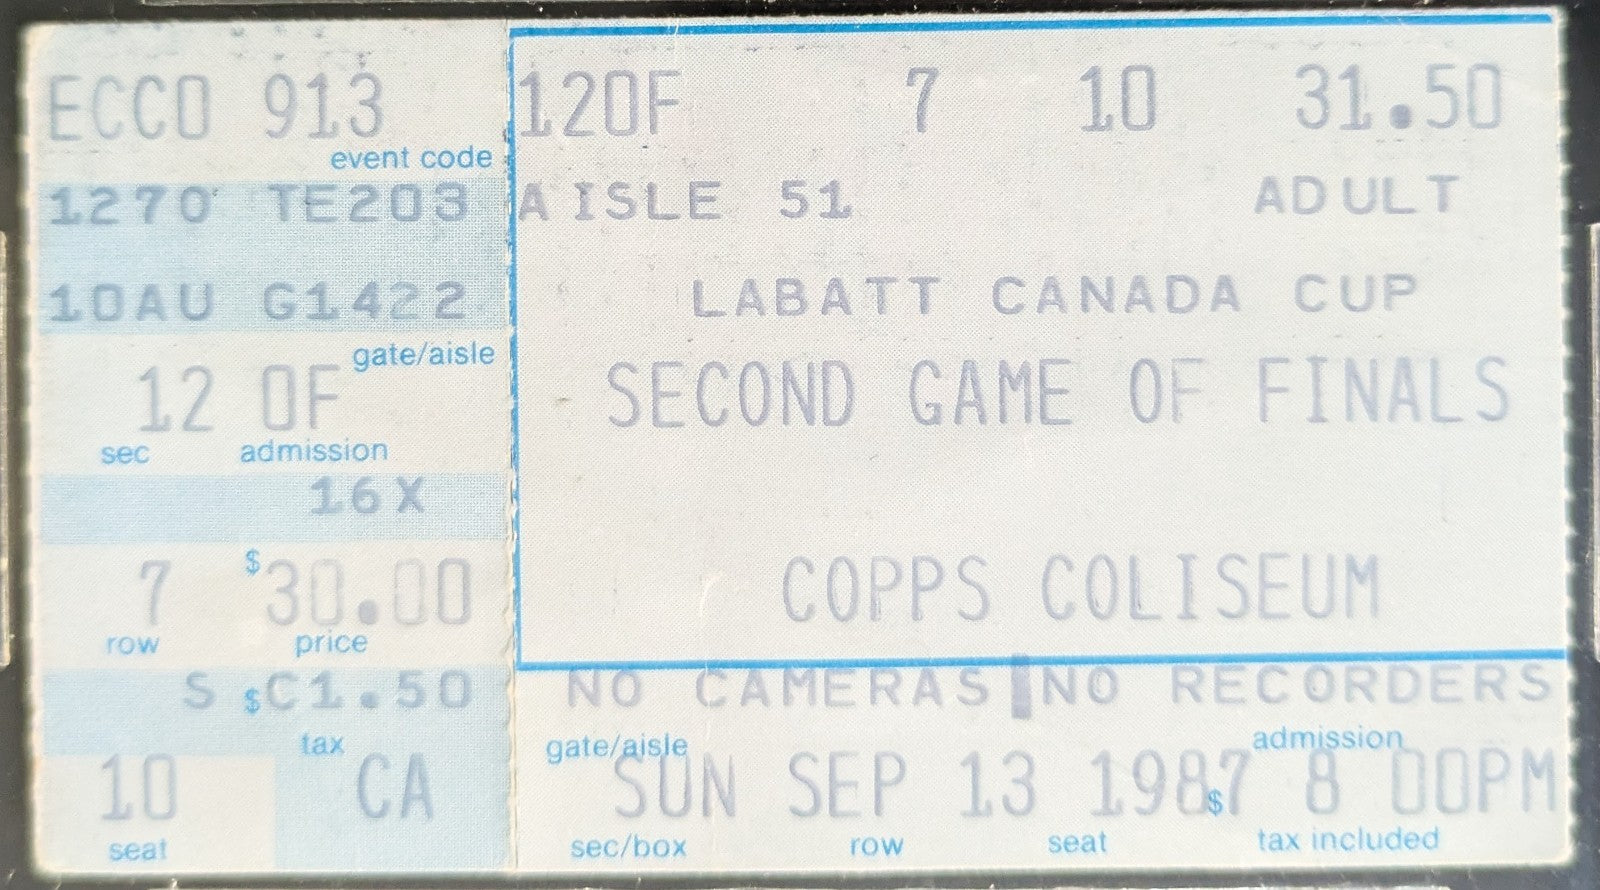 ECCO 913
event code
1270 TE203
10AU G1422
gate/aisle
12 OF
sec admission
16X
7 $30.00
row price
S $C1.50
tax
10 CA
seat
120F 7 10 31.50
AISLE 51 ADULT
LABATT CANADA CUP
SECOND GAME OF FINALS
COPPS COLISEUM
NO CAMERAS NO RECORDERS
gate/aisle admission
SUN SEP 13 1987 $ 8 00PM
sec/box row seat tax included